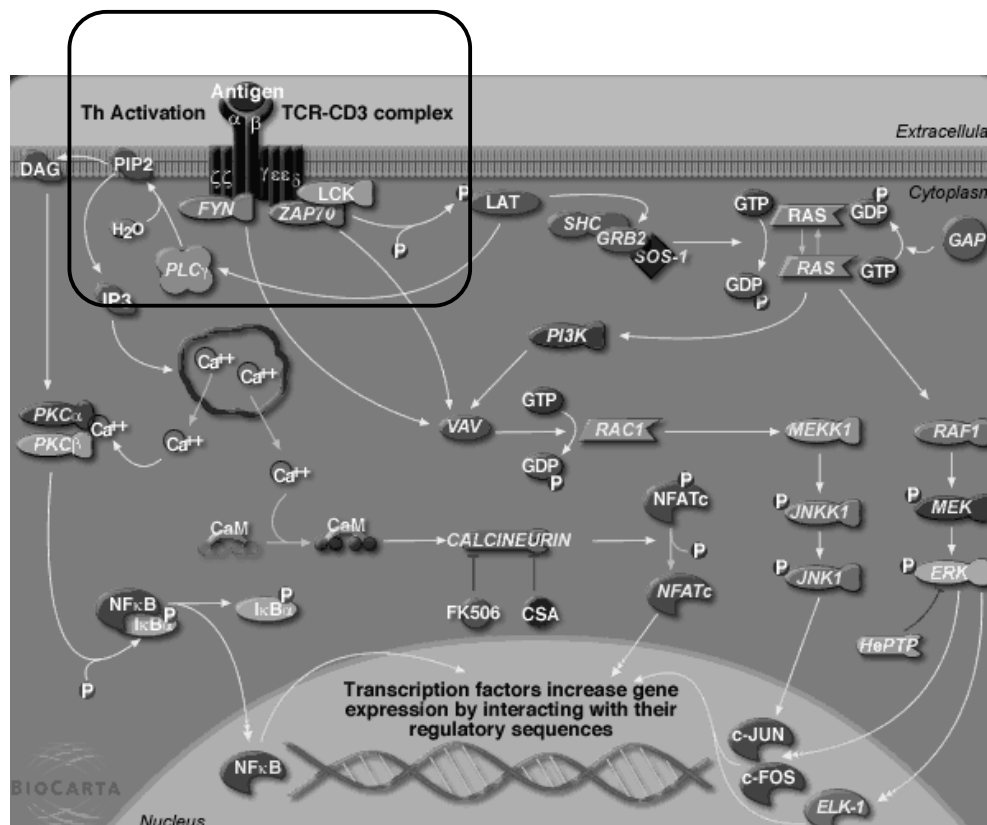 Antigen
Th Activation
TCR-CD3 complex
α
β
Extracellular
DAG
PIP2
ζζ
γεεδ
LCK
P
LAT
Cytoplasm
FYN
ZAP70
SHC
GRB2
SOS-1
GTP
RAS
P
GDP
GAP
H₂O
P
PLCγ
RAS
GTP
GDP
P
IP3
PI3K
Ca++
Ca++
GTP
PKCα
PKCβ
Ca++
Ca++
VAV
RAC1
MEKK1
RAF1
GDP
P
Ca++
P
NFATc
P
JNKK1
P
MEK
CaM
CaM
CALCINEURIN
P
P
JNK1
P
ERK
NFκB
P
IκBα
P
IκBα
FK506
CSA
NFATc
HePTP
P
Transcription factors increase gene
expression by interacting with their
regulatory sequences
c-JUN
NFκB
c-FOS
BIOCARTA
ELK-1
Nucleus